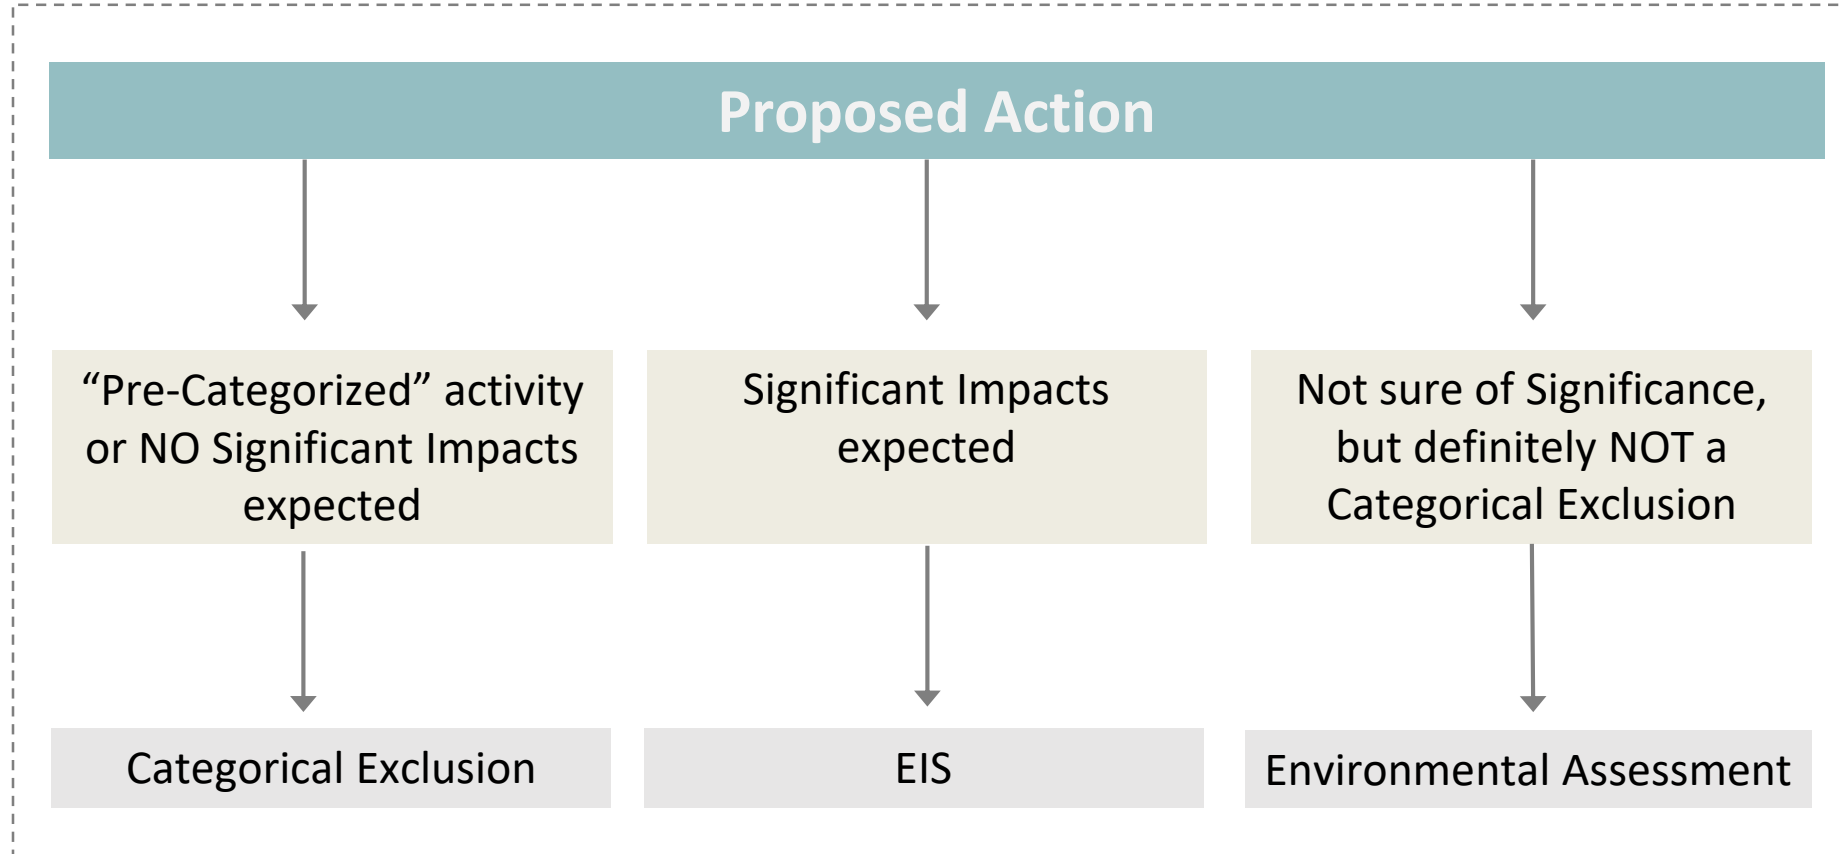 Proposed Action
“Pre-Categorized” activity
or NO Significant Impacts
expected
Significant Impacts
expected
Not sure of Significance,
but definitely NOT a
Categorical Exclusion
Categorical Exclusion
EIS
Environmental Assessment